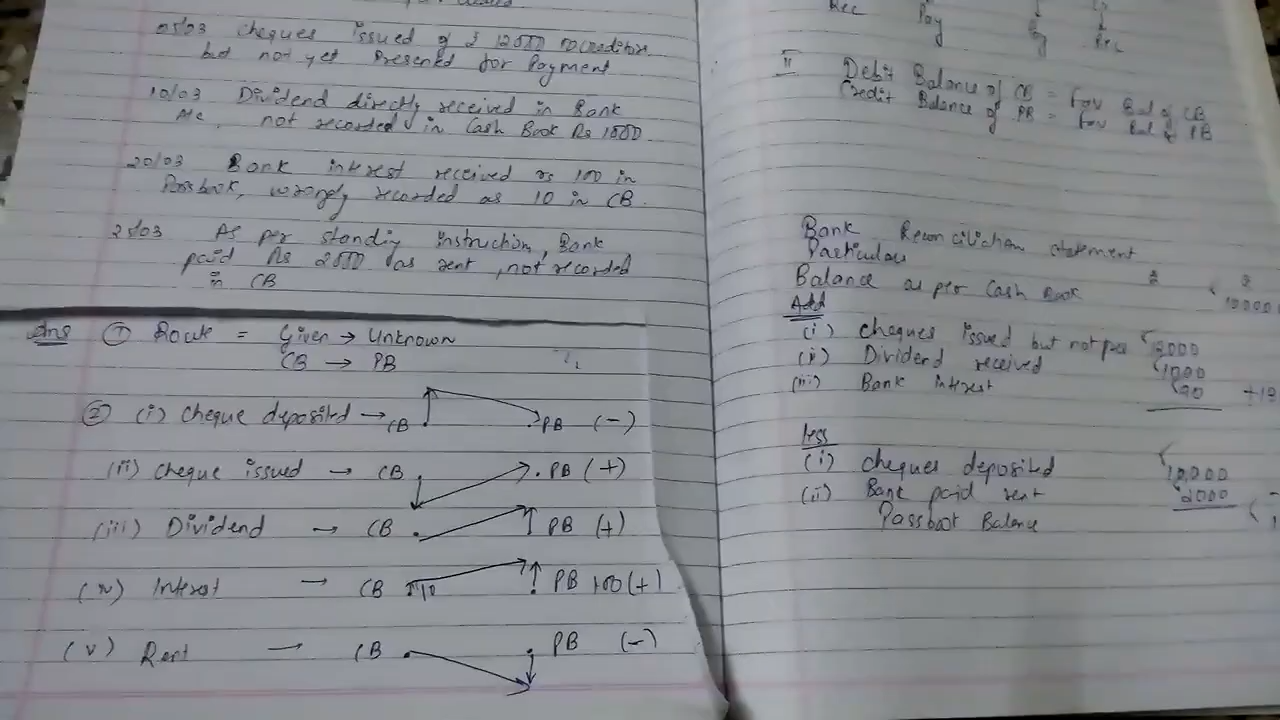 05/03 cheques issued of ₹ 12000 to creditors
but not yet Presented for Payment
10/03 Dividend directly received in Bank
A/c, not recorded in Cash Book Rs 1000
20/03 Bank interest received rs 100 in
Passbook, wrongly recorded as 10 in CB.
25/03 As per standing instruction, Bank
paid Rs 2000 as rent, not recorded
in CB
Ans ① Route = Given → Unknown
CB → PB
② (i) Cheque deposited → CB PB (-)
(ii) Cheque issued → CB PB (+)
(iii) Dividend → CB PB (+)
(iv) Interest → CB 10 PB 100 (+)
(v) Rent → CB PB (-)
Rec Pay Rec
II Debit Balance of CB = Fav Bal of CB
Credit Balance of PB = Fav Bal of PB
Bank Reconciliation statement
Particulars ₹ ₹
Balance as per Cash Book
Add
(i) Cheques issued but not pre
(ii) Dividend received 1000
(iii) Bank interest 90
less
(i) Cheques deposited
(ii) Bank paid rent 2000
Passbook Balance